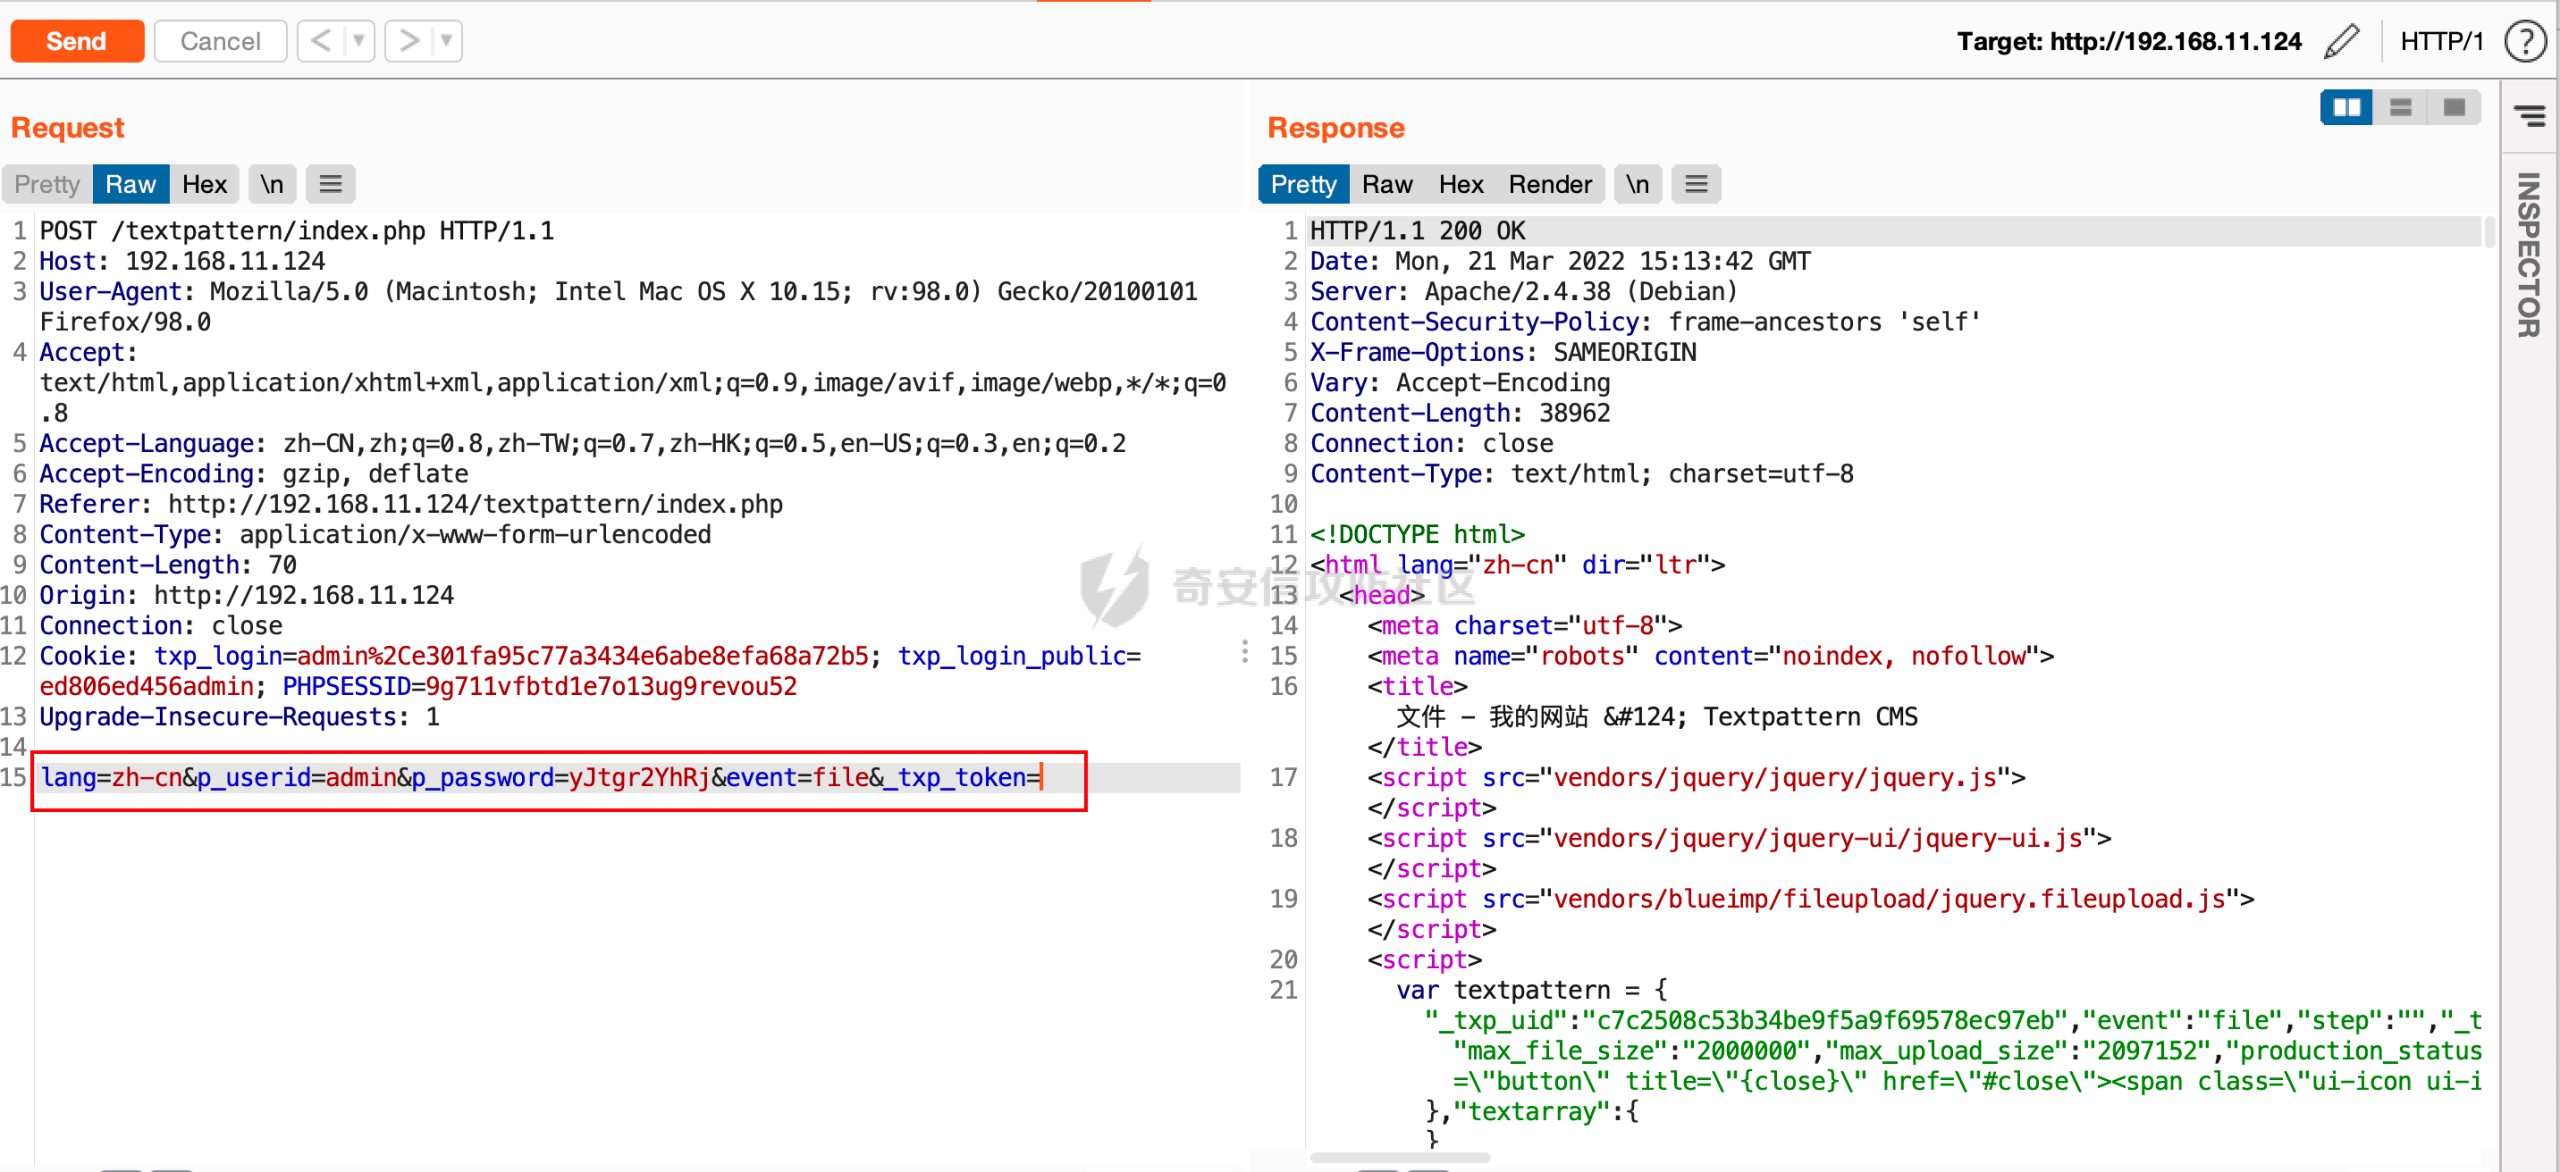 Send
Cancel
<
>
Target: http://192.168.11.124
HTTP/1
?
Request
Pretty
Raw
Hex
\n
1 POST /textpattern/index.php HTTP/1.1
2 Host: 192.168.11.124
3 User-Agent: Mozilla/5.0 (Macintosh; Intel Mac OS X 10.15; rv:98.0) Gecko/20100101
Firefox/98.0
4 Accept:
text/html,application/xhtml+xml,application/xml;q=0.9,image/avif,image/webp,*/*;q=0
.8
5 Accept-Language: zh-CN,zh;q=0.8,zh-TW;q=0.7,zh-HK;q=0.5,en-US;q=0.3,en;q=0.2
6 Accept-Encoding: gzip, deflate
7 Referer: http://192.168.11.124/textpattern/index.php
8 Content-Type: application/x-www-form-urlencoded
9 Content-Length: 70
10 Origin: http://192.168.11.124
11 Connection: close
12 Cookie: txp_login=admin%2Ce301fa95c77a3434e6abe8efa68a72b5; txp_login_public=
ed806ed456admin; PHPSESSID=9g711vfbtd1e7o13ug9revou52
13 Upgrade-Insecure-Requests: 1
14
15 lang=zh-cn&p_userid=admin&p_password=yJtgr2YhRj&event=file&_txp_token=
Response
Pretty
Raw
Hex
Render
\n
1 HTTP/1.1 200 OK
2 Date: Mon, 21 Mar 2022 15:13:42 GMT
3 Server: Apache/2.4.38 (Debian)
4 Content-Security-Policy: frame-ancestors 'self'
5 X-Frame-Options: SAMEORIGIN
6 Vary: Accept-Encoding
7 Content-Length: 38962
8 Connection: close
9 Content-Type: text/html; charset=utf-8
10
11 <!DOCTYPE html>
12 <html lang="zh-cn" dir="ltr">
13 <head>
14 <meta charset="utf-8">
15 <meta name="robots" content="noindex, nofollow">
16 <title>
文件 - 我的网站 &#124; Textpattern CMS
</title>
17 <script src="vendors/jquery/jquery/jquery.js">
</script>
18 <script src="vendors/jquery/jquery-ui/jquery-ui.js">
</script>
19 <script src="vendors/blueimp/fileupload/jquery.fileupload.js">
</script>
20 <script>
21 var textpattern = {
"_txp_uid":"c7c2508c53b34be9f5a9f69578ec97eb","event":"file","step":"","_t
"max_file_size":"2000000","max_upload_size":"2097152","production_status
=\"button\" title=\"{close}\" href=\"#close\"><span class=\"ui-icon ui-i
},"textarray":{
}
INSPECTOR
奇安信攻防社区